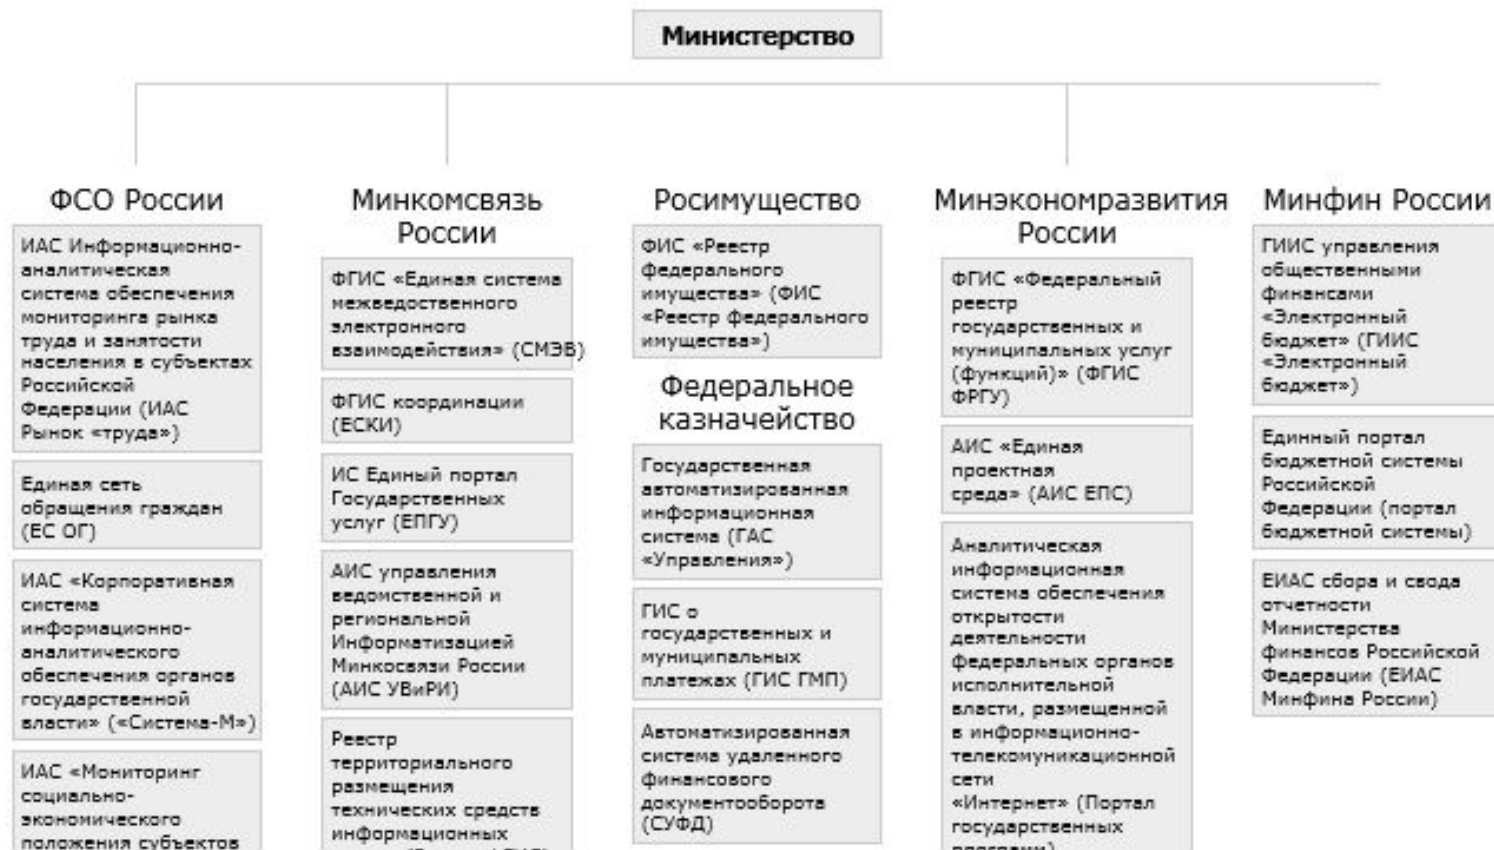 Министерство
ФСО России
ИАС Информационно-
аналитическая
система обеспечения
мониторинга рынка
труда и занятости
населения в субъектах
Российской
Федерации (ИАС
Рынок «труда»)
Единая сеть
обращения граждан
(ЕС ОГ)
ИАС «Корпоративная
система
информационно-
аналитического
обеспечения органов
государственной
власти» («Система-М»)
ИАС «Мониторинг
социально-
экономического
положения субъектов
Минкомсвязь
России
ФГИС «Единая система
межведоственного
электронного
взаимодействия» (СМЭВ)
ФГИС координации
(ЕСКИ)
ИС Единый портал
Государственных
услуг (ЕПГУ)
АИС управления
ведомственной и
региональной
Информатизацией
Минкосвязи России
(АИС УВиРИ)
Реестр
территориального
размещения
технических средств
информационных
Росимущество
ФИС «Реестр
федерального
имущества» (ФИС
«Реестр федерального
имущества»)
Федеральное
казначейство
Государственная
автоматизированная
информационная
система (ГАС
«Управления»)
ГИС о
государственных и
муниципальных
платежах (ГИС ГМП)
Автоматизированная
система удаленного
финансового
документооборота
(СУФД)
Минэкономразвития
России
ФГИС «Федеральный
реестр
государственных и
муниципальных услуг
(функций)» (ФГИС
ФРГУ)
АИС «Единая
проектная
среда» (АИС ЕПС)
Аналитическая
информационная
система обеспечения
открытости
деятельности
федеральных органов
исполнительной
власти, размещенной
в информационно-
телекомуникационной
сети
«Интернет» (Портал
государственных
Минфин России
ГИИС управления
общественными
финансами
«Электронный
бюджет» (ГИИС
«Электронный
бюджет»)
Единный портал
бюджетной системы
Российской
Федерации (портал
бюджетной системы)
ЕИАС сбора и свода
отчетности
Министерства
финансов Российской
Федерации (ЕИАС
Минфина России)